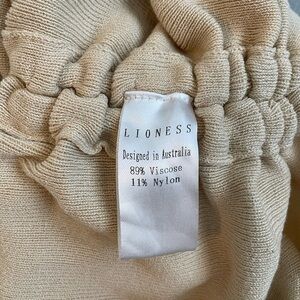 LIONESS
Designed in Australia
89% Viscose
11% Nylon